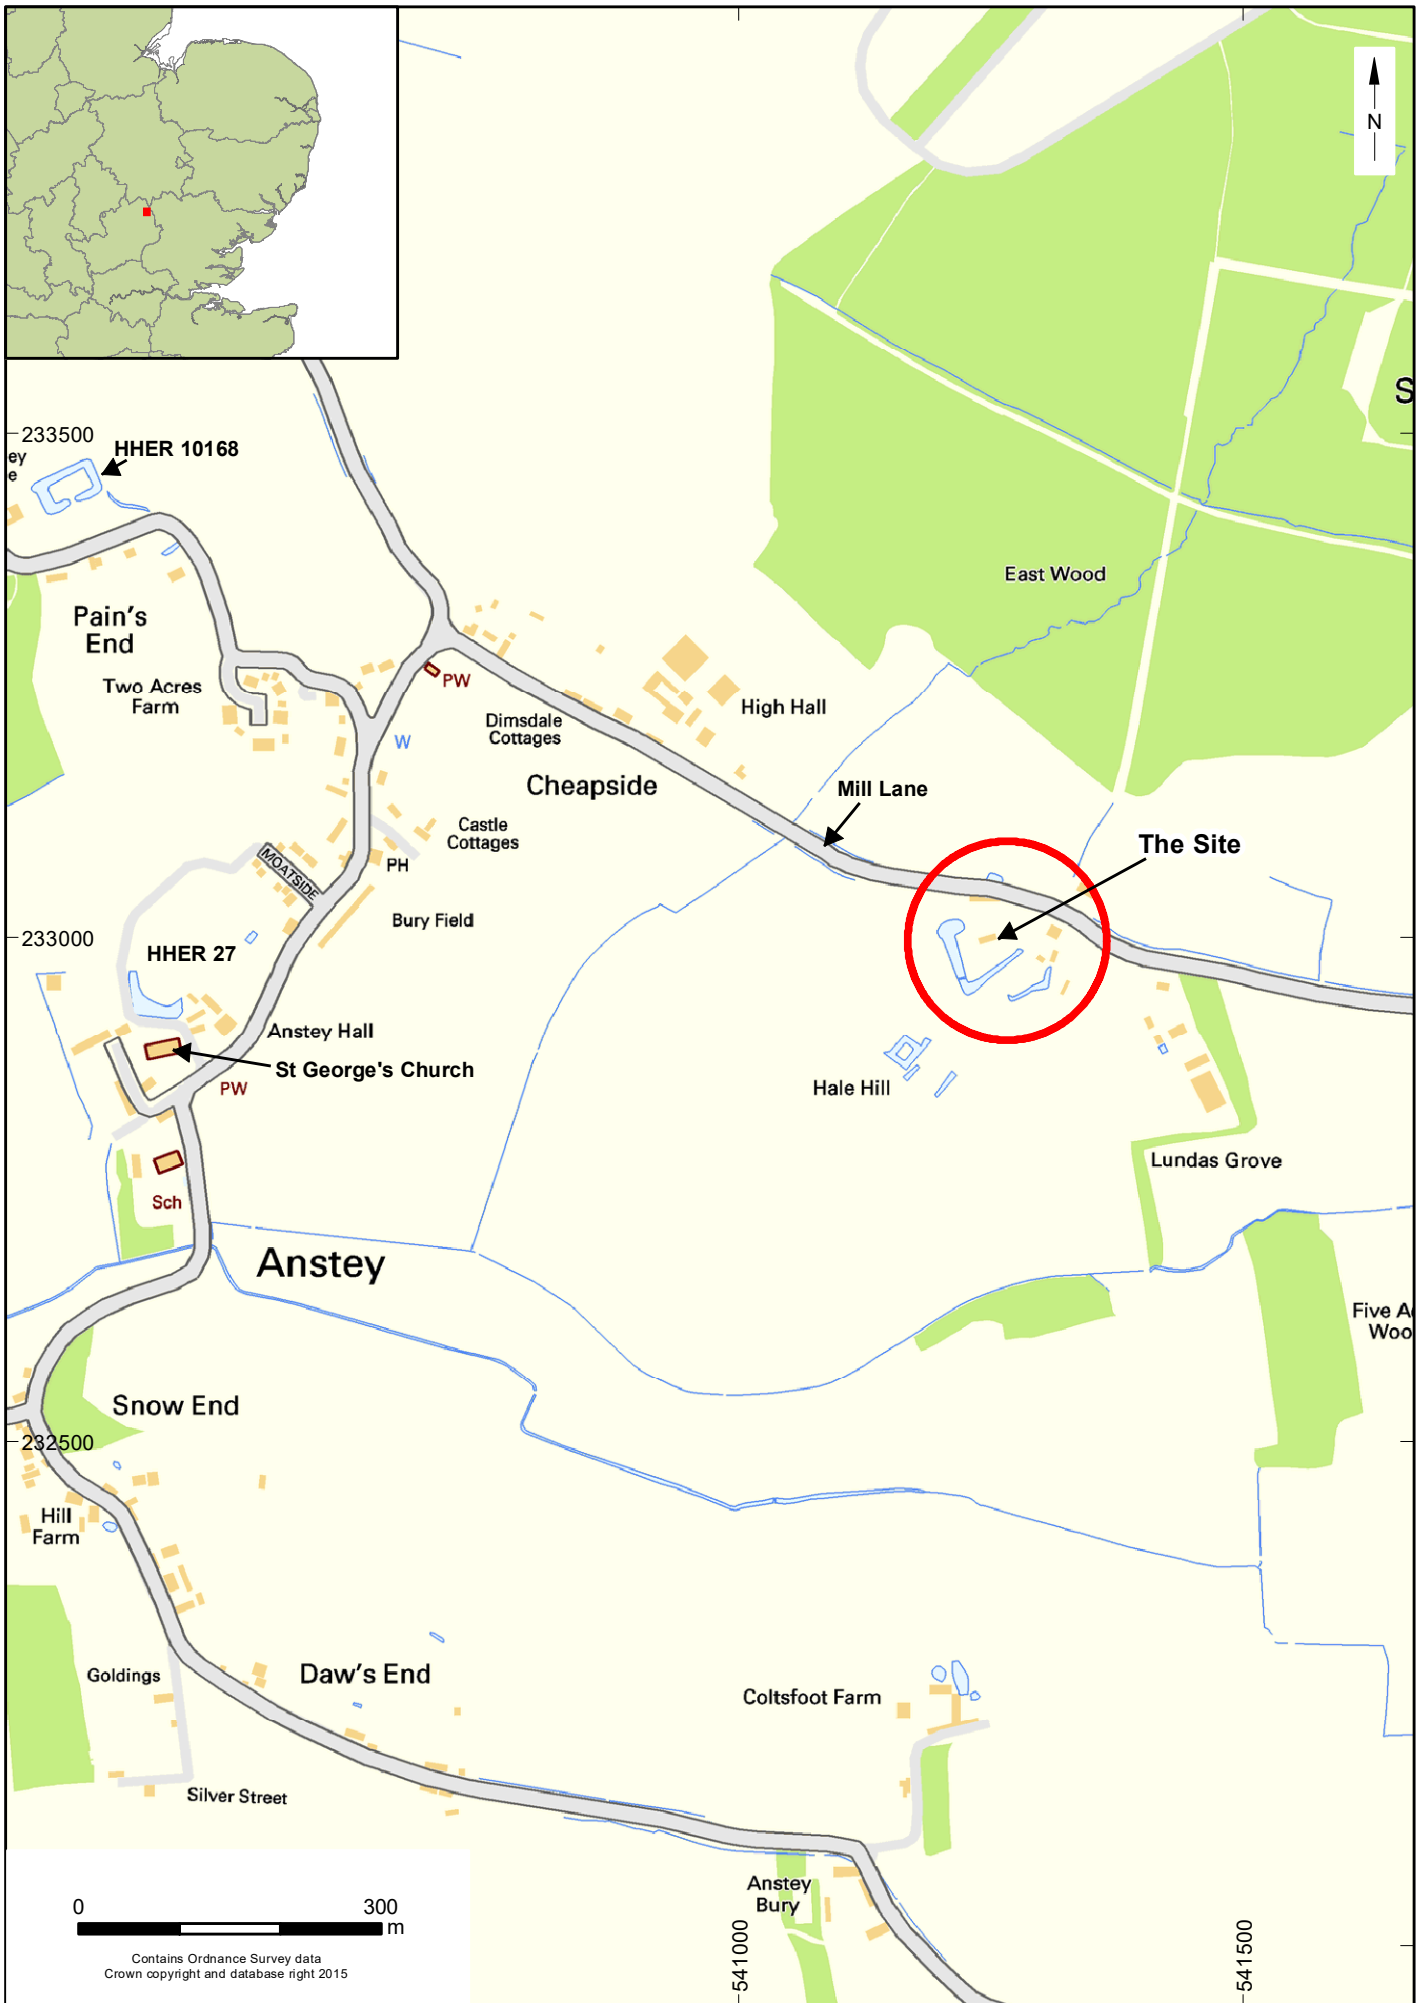 N
S
233500
HHER 10168
ey
e
East Wood
Pain's
End
Two Acres
Farm
PW
High Hall
Dimsdale
Cottages
W
Cheapside
Mill Lane
Castle
Cottages
The Site
PH
MOATSIDE
Bury Field
233000
HHER 27
Anstey Hall
St George's Church
PW
Hale Hill
Lundas Grove
Sch
Anstey
Five A
Woo
Snow End
232500
Hill
Farm
Goldings
Daw's End
Coltsfoot Farm
Silver Street
Anstey
Bury
0 300
m
Contains Ordnance Survey data
Crown copyright and database right 2015
541000
541500